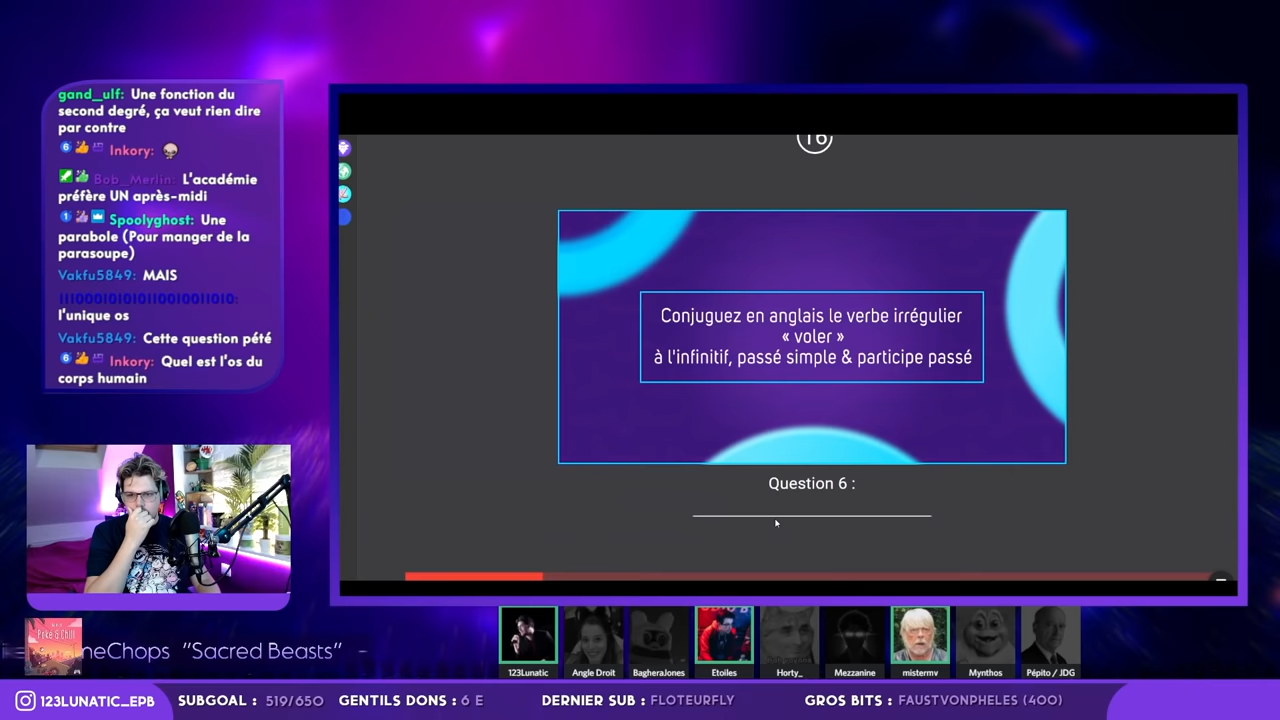 gand_ulf: Une fonction du
second degré, ça veut rien dire
par contre
Inkory:
Bob_Merlin: L'académie
préfère UN après-midi
Spoolyghost: Une
parabole (Pour manger de la
parasoupe)
Vakfu5849: MAIS
l'unique os
Vakfu5849: Cette question pété
Inkory: Quel est l'os du
corps humain
16
Conjuguez en anglais le verbe irrégulier
« voler »
à l'infinitif, passé simple & participe passé
Question 6 :
Poke & Chill
neChops "Sacred Beasts" -
123Lunatic
Angle Droit
BagheraJones
Etoiles
Horty_
Mezzanine
mistermv
Mynthos
Pépito / JDG
123LUNATIC_EPB
SUBGOAL : 519/650
GENTILS DONS : 6 E
DERNIER SUB : FLOTEURFLY
GROS BITS : FAUSTVONPHELES (400)